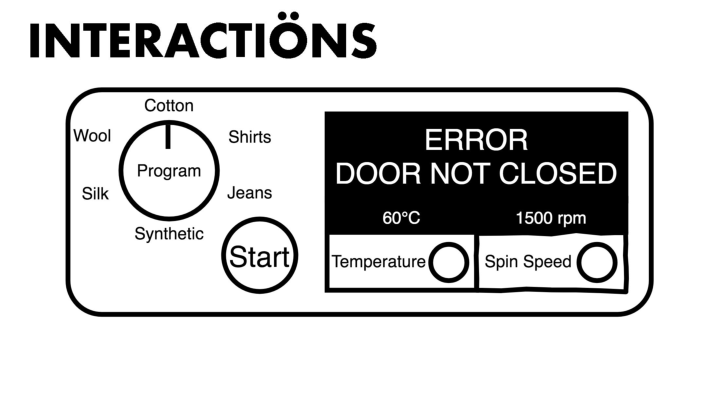 INTERACTIÖNS
Cotton
Wool
Shirts
Program
Silk
Jeans
Synthetic
Start
ERROR
DOOR NOT CLOSED
60°C
1500 rpm
Temperature
Spin Speed